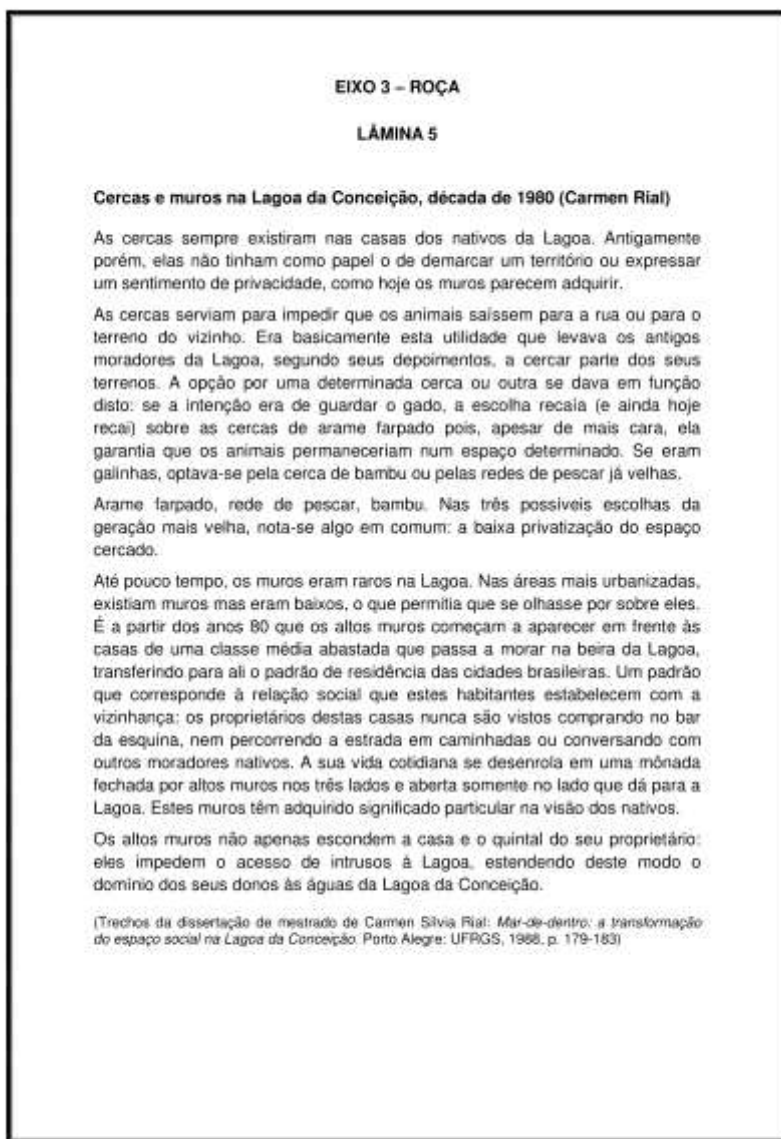 EIXO 3 – ROÇA
LÂMINA 5
Cercas e muros na Lagoa da Conceição, década de 1980 (Carmen Rial)
As cercas sempre existiram nas casas dos nativos da Lagoa. Antigamente
porém, elas não tinham como papel o de demarcar um território ou expressar
um sentimento de privacidade, como hoje os muros parecem adquirir.
As cercas serviam para impedir que os animais saíssem para a rua ou para o
terreno do vizinho. Era basicamente esta utilidade que levava os antigos
moradores da Lagoa, segundo seus depoimentos, a cercar parte dos seus
terrenos. A opção por uma determinada cerca ou outra se dava em função
disto: se a intenção era de guardar o gado, a escolha recaía (e ainda hoje
recai) sobre as cercas de arame farpado pois, apesar de mais cara, ela
garantia que os animais permaneceriam num espaço determinado. Se eram
galinhas, optava-se pela cerca de bambu ou pelas redes de pescar já velhas.
Arame farpado, rede de pescar, bambu. Nas três possíveis escolhas da
geração mais velha, nota-se algo em comum: a baixa privatização do espaço
cercado.
Até pouco tempo, os muros eram raros na Lagoa. Nas áreas mais urbanizadas,
existiam muros mas eram baixos, o que permitia que se olhasse por sobre eles.
É a partir dos anos 80 que os altos muros começam a aparecer em frente às
casas de uma classe média abastada que passa a morar na beira da Lagoa,
transferindo para ali o padrão de residência das cidades brasileiras. Um padrão
que corresponde à relação social que estes habitantes estabelecem com a
vizinhança: os proprietários destas casas nunca são vistos comprando no bar
da esquina, nem percorrendo a estrada em caminhadas ou conversando com
outros moradores nativos. A sua vida cotidiana se desenrola em uma mônada
fechada por altos muros nos três lados e aberta somente no lado que dá para a
Lagoa. Estes muros têm adquirido significado particular na visão dos nativos.
Os altos muros não apenas escondem a casa e o quintal do seu proprietário:
eles impedem o acesso de intrusos à Lagoa, estendendo deste modo o
domínio dos seus donos às águas da Lagoa da Conceição.
(Trechos da dissertação de mestrado de Carmen Silvia Rial: Mar-de-dentro: a transformação
do espaço social na Lagoa da Conceição. Porto Alegre: UFRGS, 1988, p. 179-183)